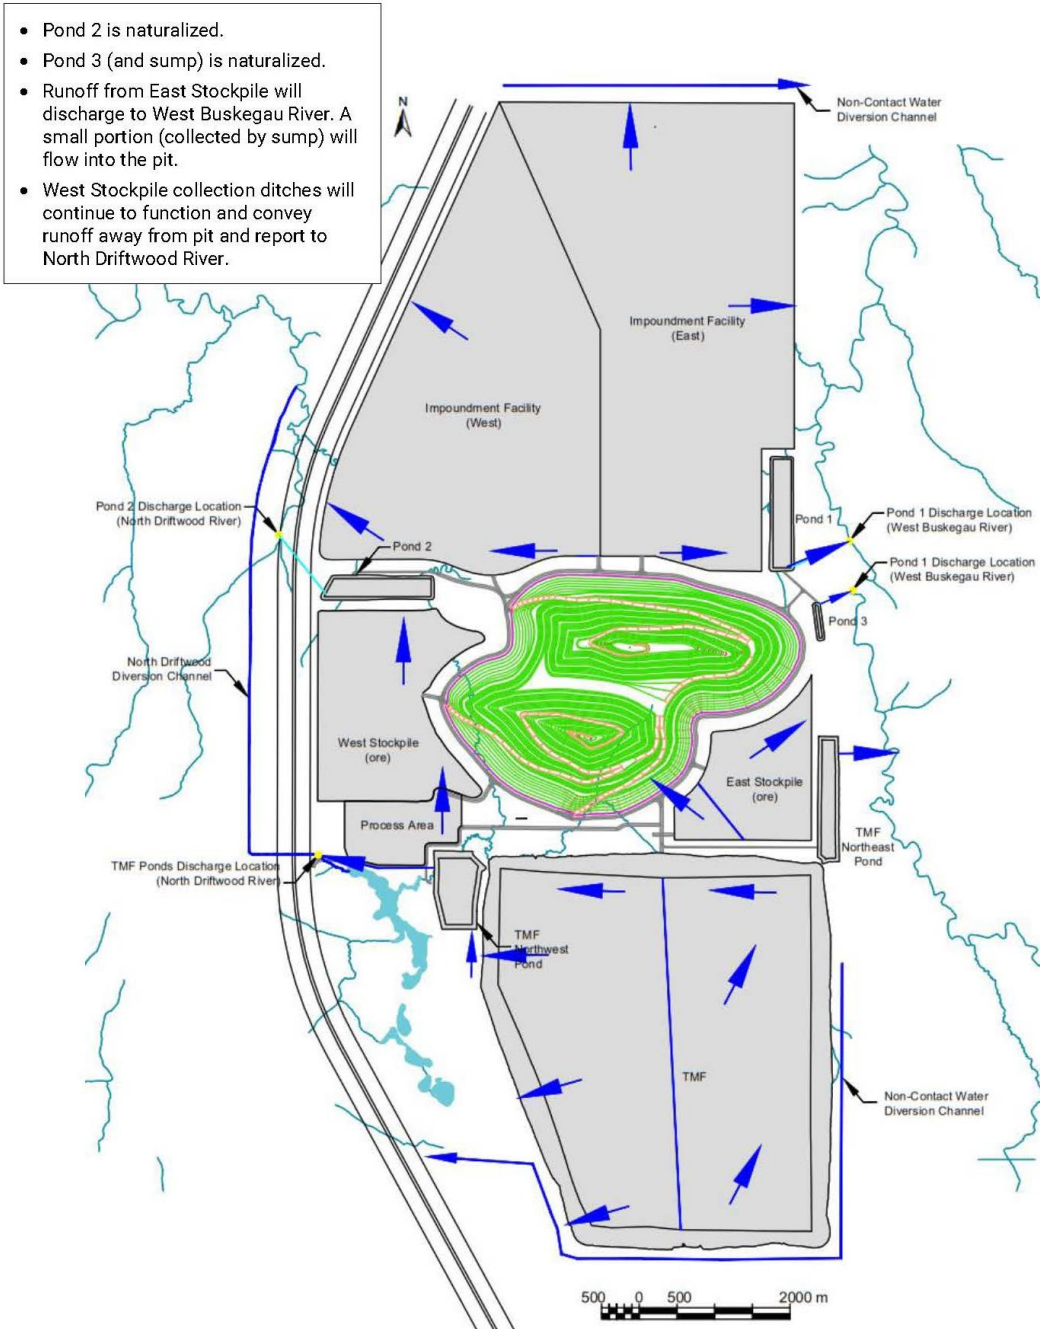 • Pond 2 is naturalized.
• Pond 3 (and sump) is naturalized.
• Runoff from East Stockpile will
discharge to West Buskegau River. A
small portion (collected by sump) will
flow into the pit.
• West Stockpile collection ditches will
continue to function and convey
runoff away from pit and report to
North Driftwood River.
N
Non-Contact Water
Diversion Channel
Impoundment Facility
(East)
Impoundment Facility
(West)
Pond 2 Discharge Location
(North Driftwood River)
Pond 1
Pond 1 Discharge Location
(West Buskegau River)
Pond 2
Pond 1 Discharge Location
(West Buskegau River)
Pond 3
North Driftwood
Diversion Channel
West Stockpile
(ore)
East Stockpile
(ore)
Process Area
TMF
Northeast
Pond
TMF Ponds Discharge Location
(North Driftwood River)
TMF
Northwest
Pond
TMF
Non-Contact Water
Diversion Channel
500 0 500 2000 m